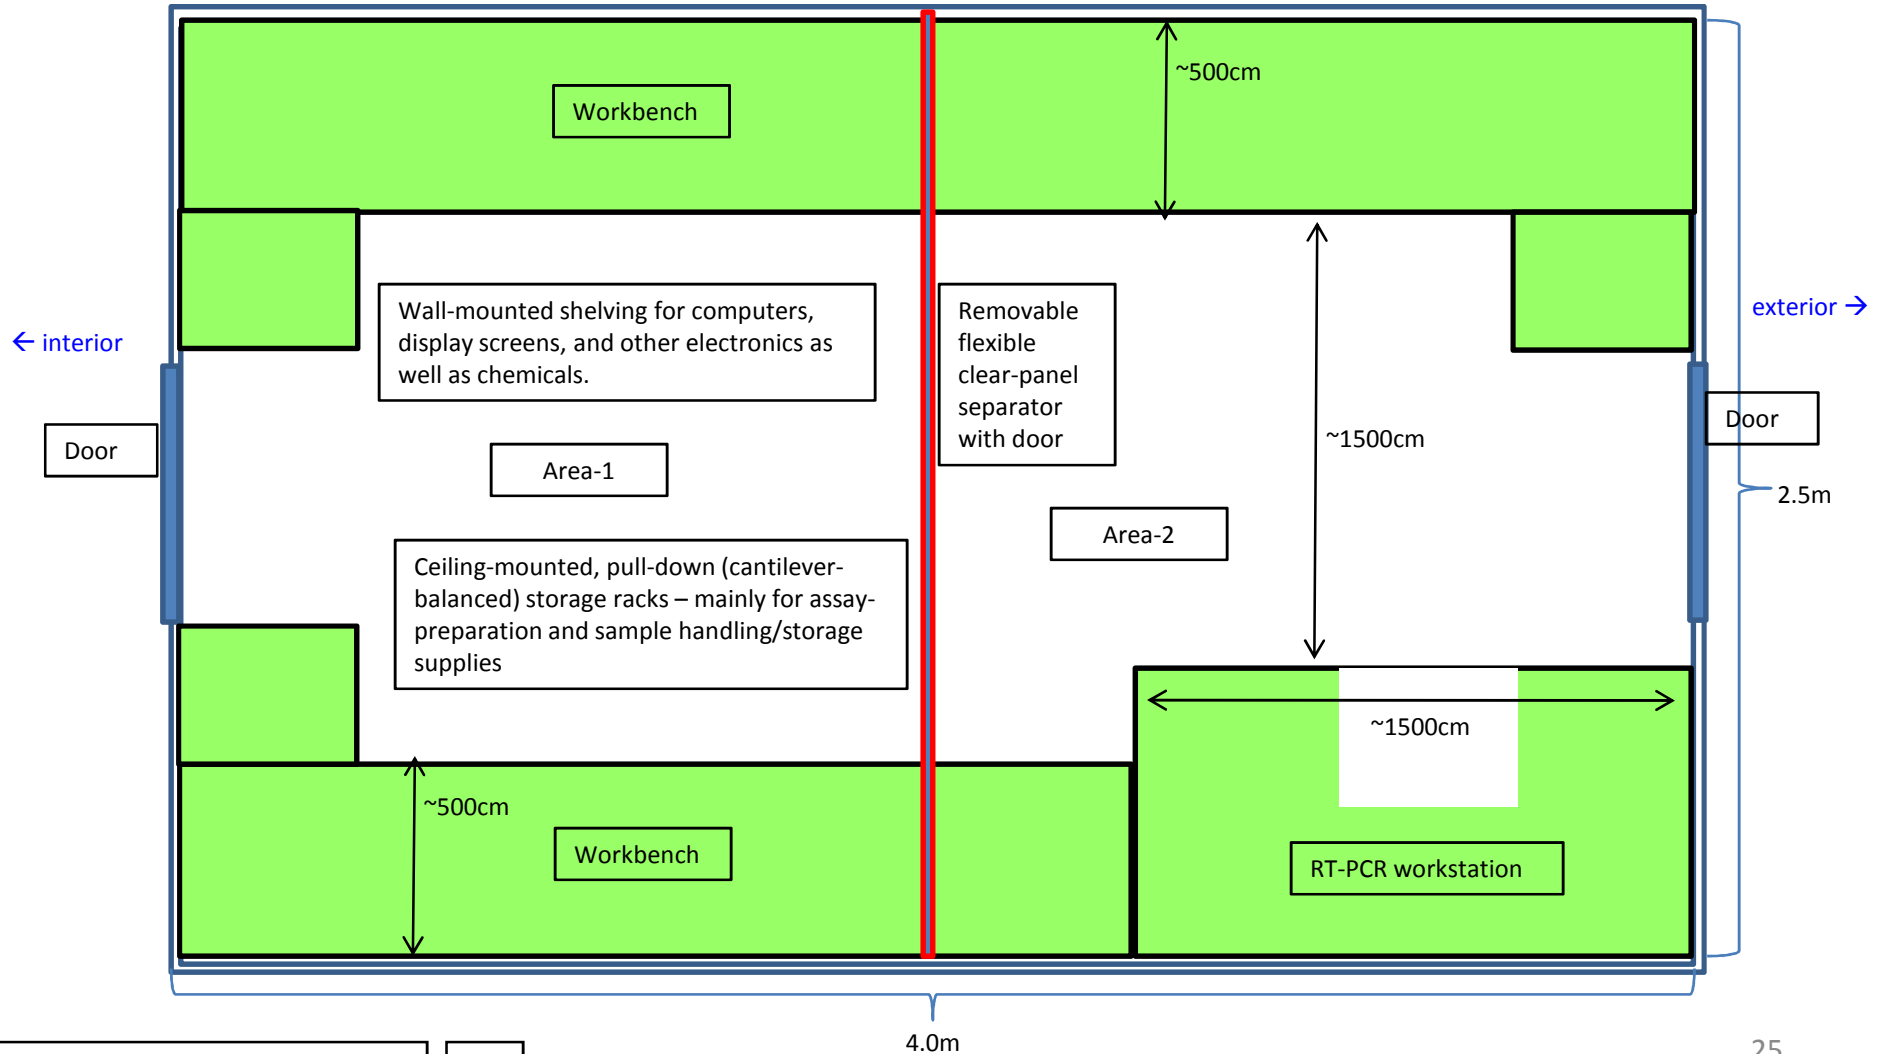 ~500cm
Workbench
Wall-mounted shelving for computers,
display screens, and other electronics as
well as chemicals.
Removable
flexible
clear-panel
separator
with door
exterior →
← interior
Door
Door
~1500cm
Area-1
2.5m
Area-2
Ceiling-mounted, pull-down (cantilever-
balanced) storage racks – mainly for assay-
preparation and sample handling/storage
supplies
~1500cm
~500cm
Workbench
RT-PCR workstation
4.0m
25